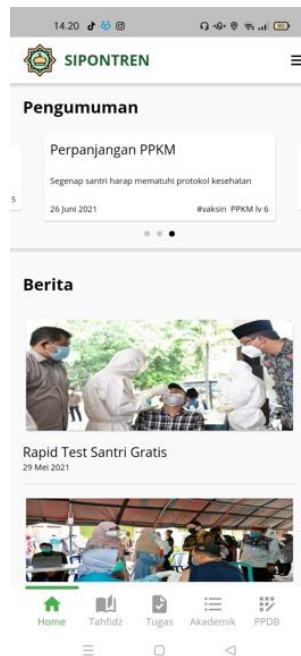 14.20
SIPONTREN
Pengumuman
Perpanjangan PPKM
Segenap santri harap mematuhi protokol kesehatan
5
26 Juni 2021
#vaksin PPKM lv 6
Berita
Rapid Test Santri Gratis
29 Mei 2021
Home
Tahfidz
Tugas
Akademik
PPDB